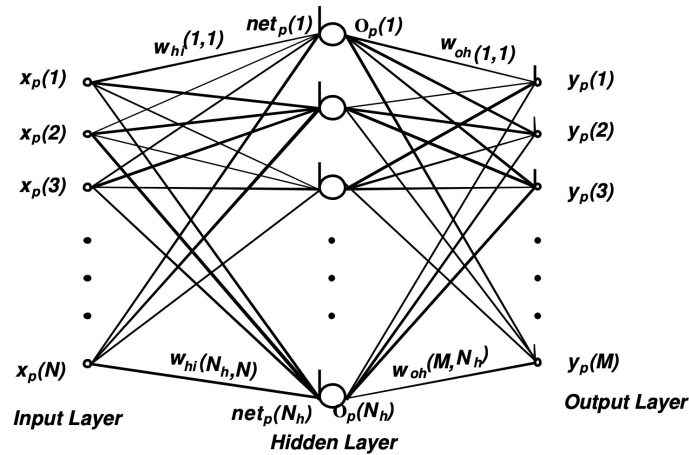 net_p(1) O_p(1)
w_hi(1,1) w_oh(1,1)
x_p(1) y_p(1)
x_p(2) y_p(2)
x_p(3) y_p(3)
w_hi(N_h,N) w_oh(M,N_h)
x_p(N) y_p(M)
net_p(N_h) O_p(N_h)
Input Layer Output Layer
Hidden Layer